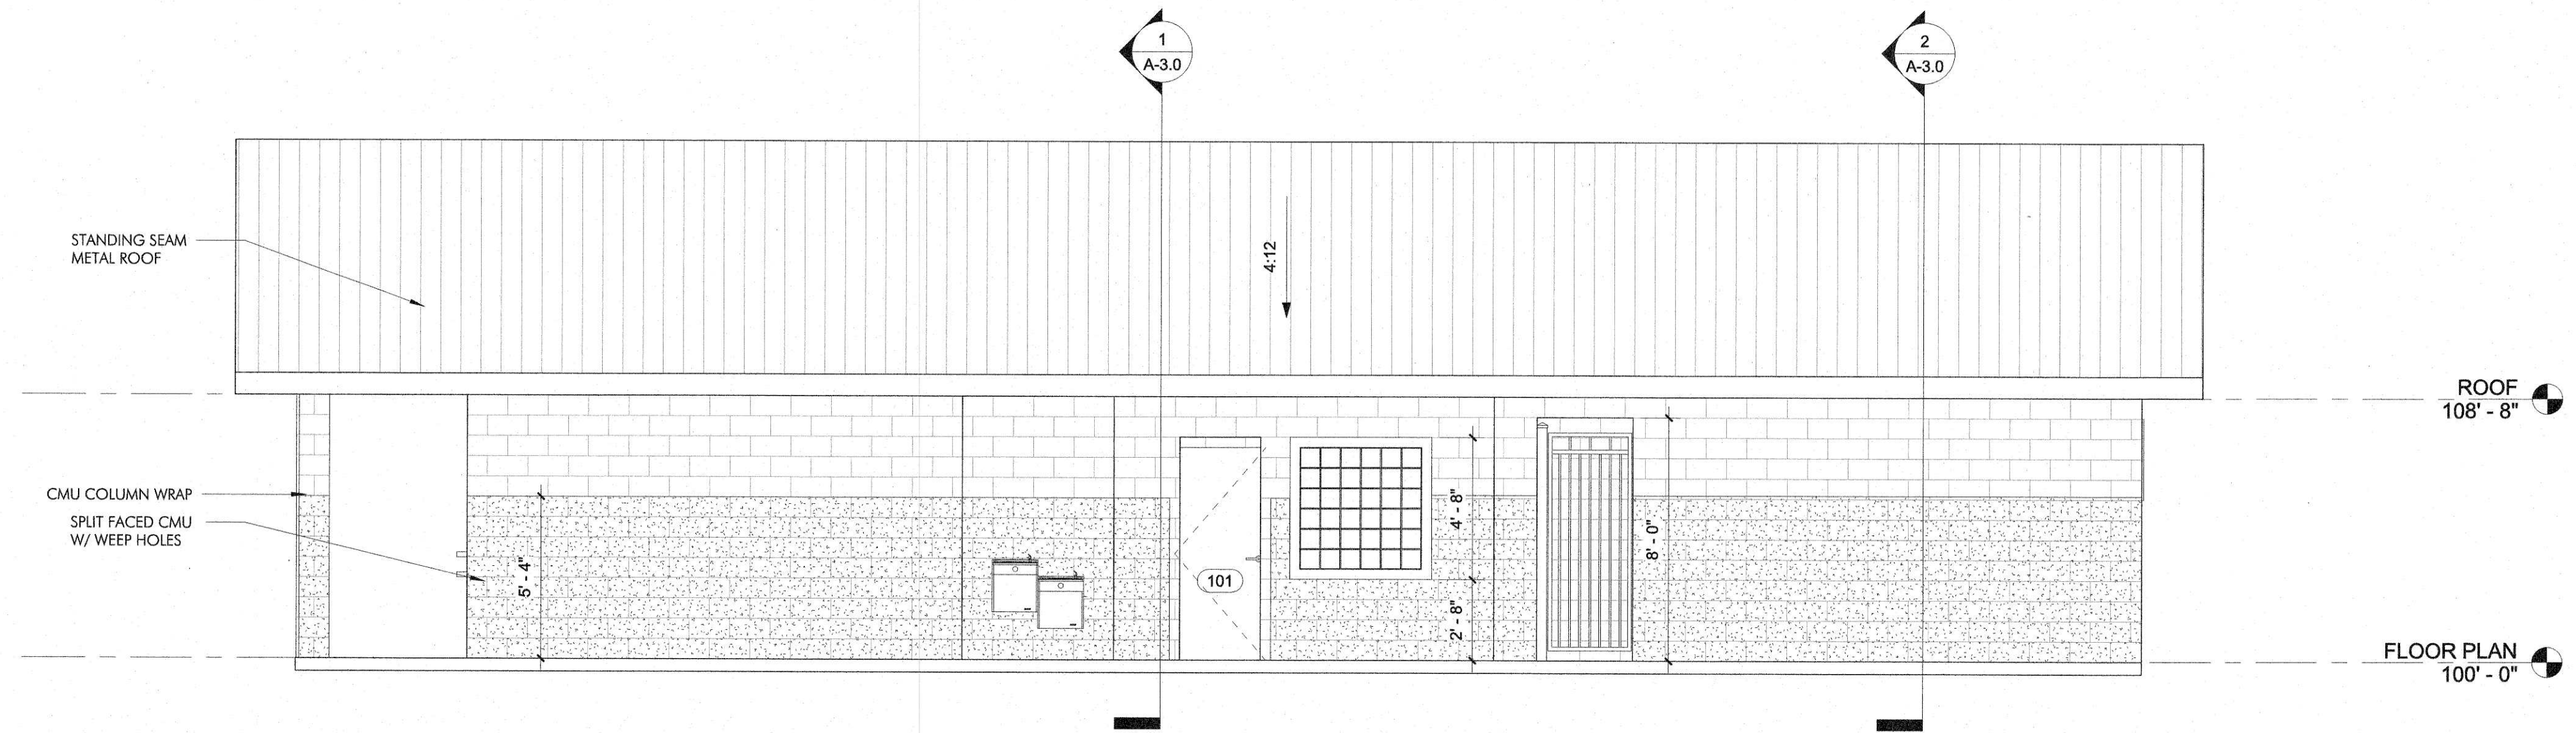 1
A-3.0
2
A-3.0
STANDING SEAM
METAL ROOF
4:12
ROOF
108' - 8"
CMU COLUMN WRAP
SPLIT FACED CMU
W/ WEEP HOLES
5' - 4"
101
4' - 8"
2' - 8"
8' - 0"
FLOOR PLAN
100' - 0"